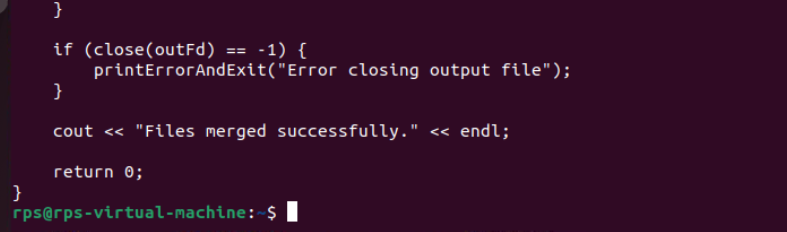 }

    if (close(outFd) == -1) {
        printErrorAndExit("Error closing output file");
    }

    cout << "Files merged successfully." << endl;

    return 0;
}
rps@rps-virtual-machine:~$